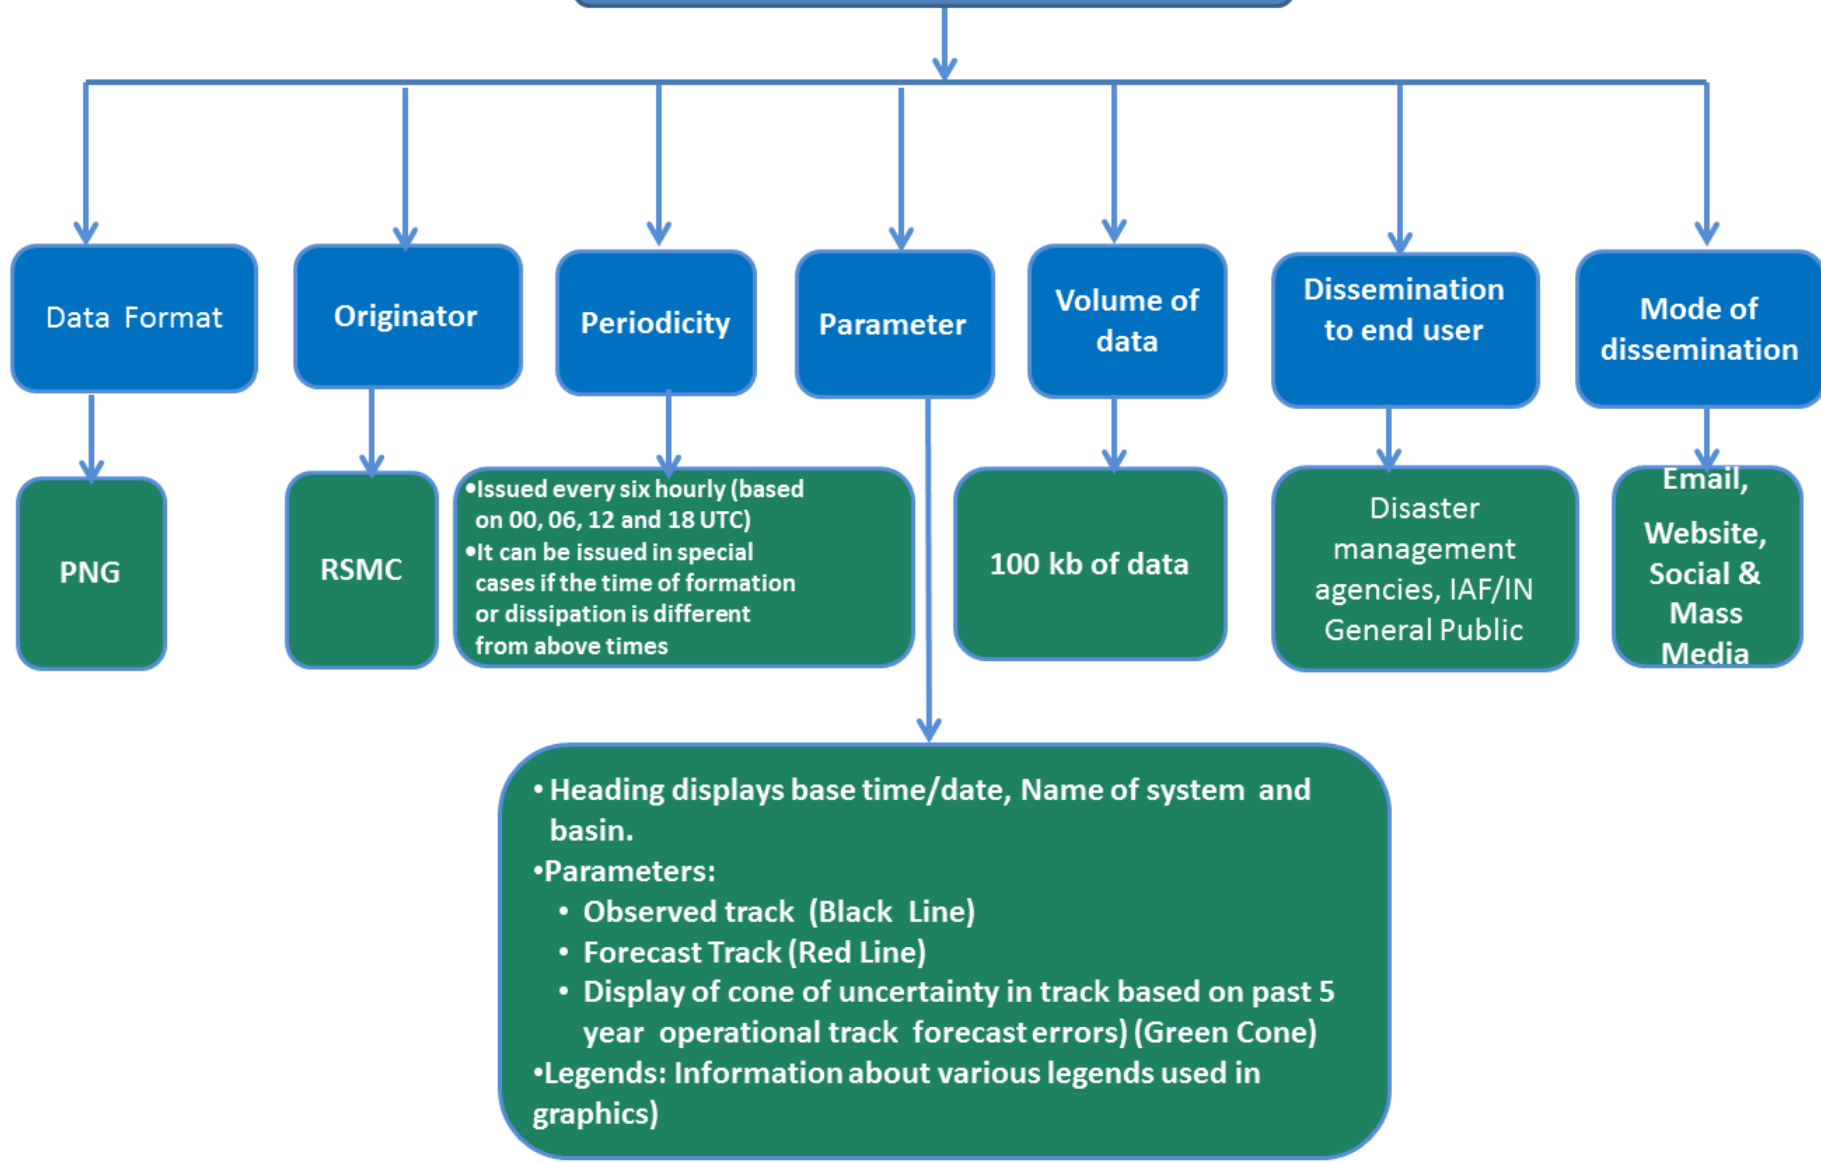 Data Format
Originator
Periodicity
Parameter
Volume of
data
Dissemination
to end user
Mode of
dissemination
PNG
RSMC
•Issued every six hourly (based
on 00, 06, 12 and 18 UTC)
•It can be issued in special
cases if the time of formation
or dissipation is different
from above times
100 kb of data
Disaster
management
agencies, IAF/IN
General Public
Email,
Website,
Social &
Mass
Media
• Heading displays base time/date, Name of system and
basin.
•Parameters:
• Observed track (Black Line)
• Forecast Track (Red Line)
• Display of cone of uncertainty in track based on past 5
year operational track forecast errors) (Green Cone)
•Legends: Information about various legends used in
graphics)